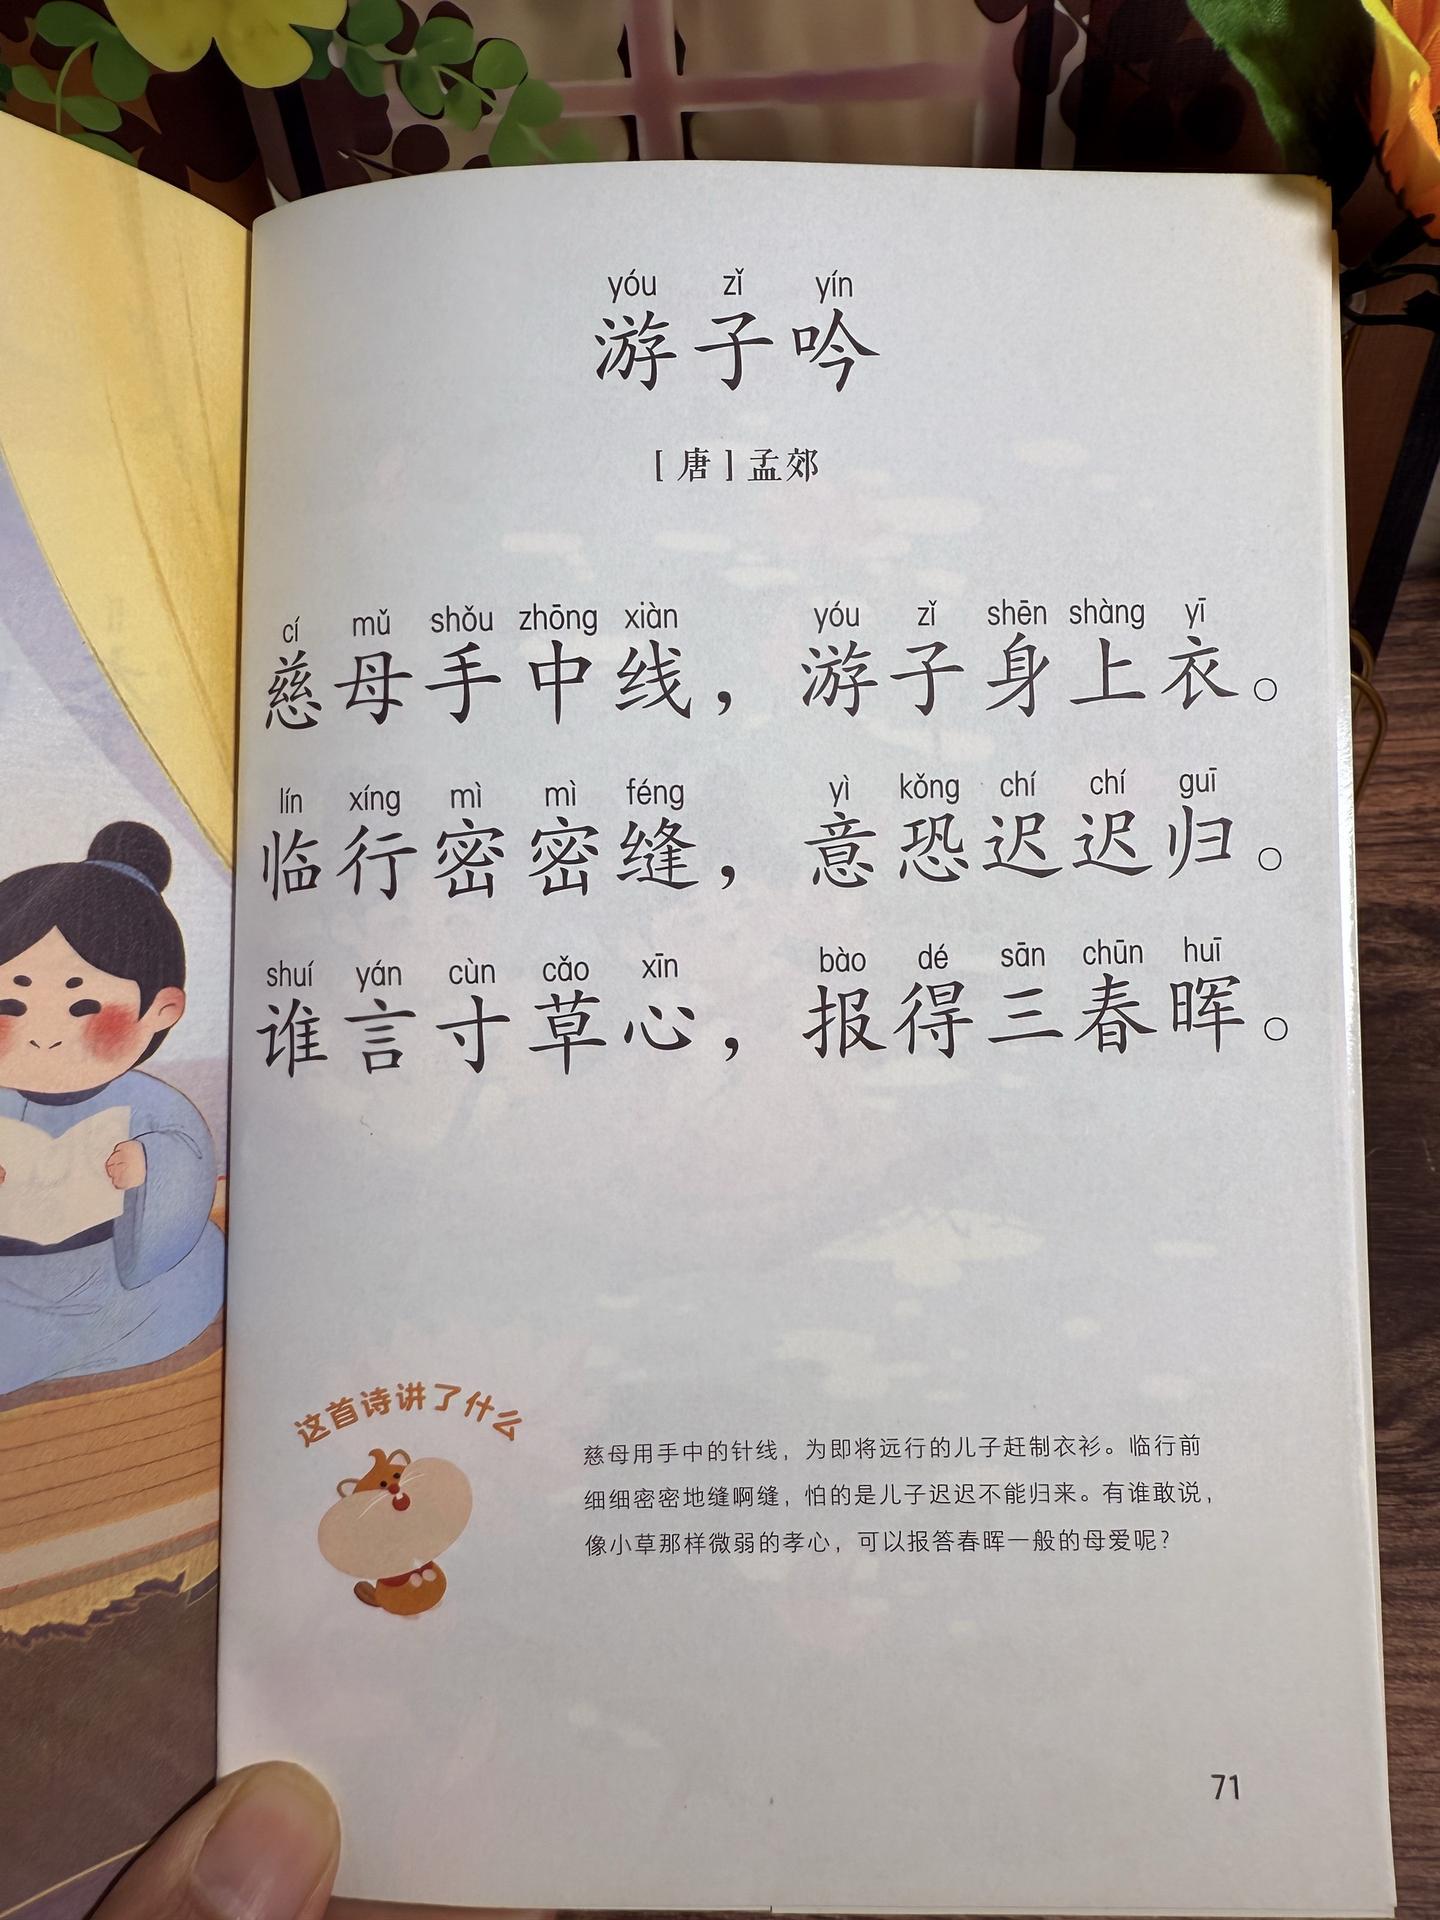 yóu zǐ yín
游子吟
［唐］孟郊
cí mǔ shǒu zhōng xiàn yóu zǐ shēn shàng yī
慈母手中线，游子身上衣。
lín xíng mì mì féng yì kǒng chí chí guī
临行密密缝，意恐迟迟归。
shuí yán cùn cǎo xīn bào dé sān chūn huī
谁言寸草心，报得三春晖。
这首诗讲了什么
慈母用手中的针线，为即将远行的儿子赶制衣衫。临行前
细细密密地缝啊缝，怕的是儿子迟迟不能归来。有谁敢说，
像小草那样微弱的孝心，可以报答春晖一般的母爱呢？
71